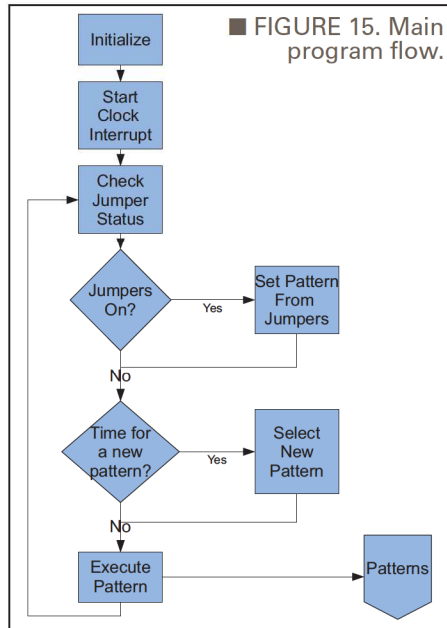 ■ FIGURE 15. Main
program flow.
Initialize
Start
Clock
Interrupt
Check
Jumper
Status
Jumpers
On?
Yes
Set Pattern
From
Jumpers
No
Time for
a new
pattern?
Yes
Select
New
Pattern
No
Execute
Pattern
Patterns